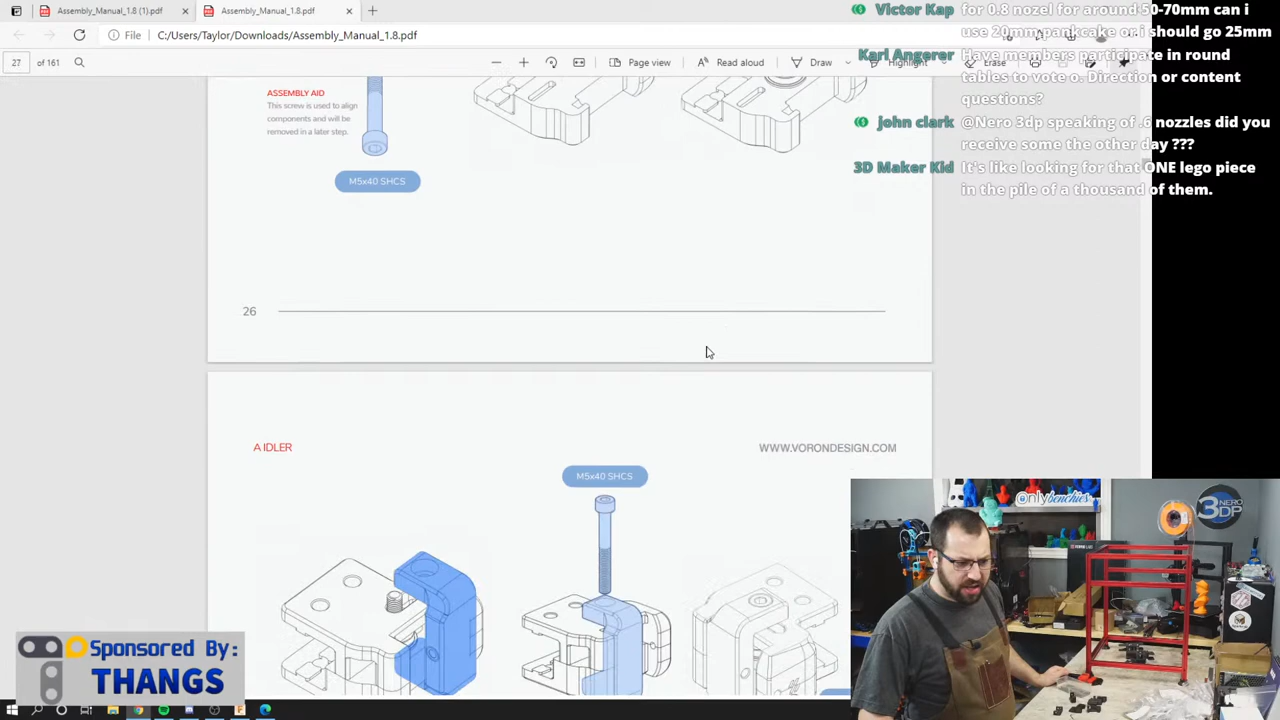 Assembly_Manual_1.8 (1).pdf
Assembly_Manual_1.8.pdf
File
C:/Users/Taylor/Downloads/Assembly_Manual_1.8.pdf
27 of 161
Page view
Read aloud
Draw
Highlight
Erase
Victor Kap for 0.8 nozel for around 50-70mm can i
use 20mm pankcake or i should go 25mm
Karl Angerer Have members participate in round
tables to vote o. Direction or content
questions?
john clark @Nero 3dp speaking of .6 nozzles did you
receive some the other day ???
3D Maker Kid It's like looking for that ONE lego piece
in the pile of a thousand of them.
ASSEMBLY AID
This screw is used to align
components and will be
removed in a later step.
M5x40 SHCS
26
A IDLER
WWW.VORONDESIGN.COM
M5x40 SHCS
Onlybenchies
3NERO
3DP
Sponsored By:
THANGS